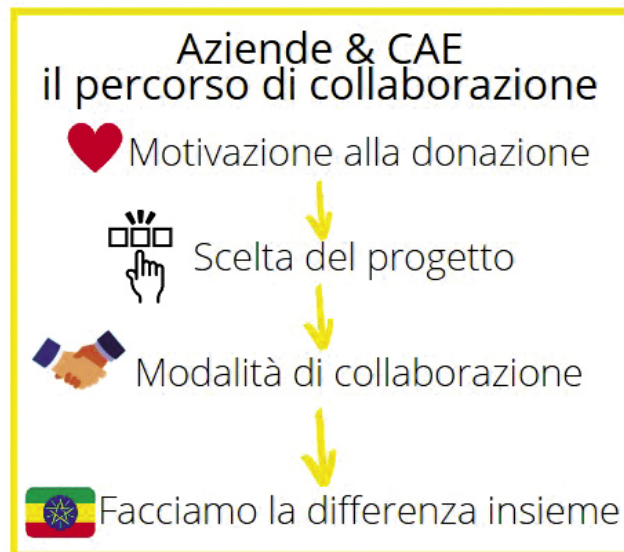 Aziende & CAE
il percorso di collaborazione
Motivazione alla donazione
Scelta del progetto
Modalità di collaborazione
Facciamo la differenza insieme